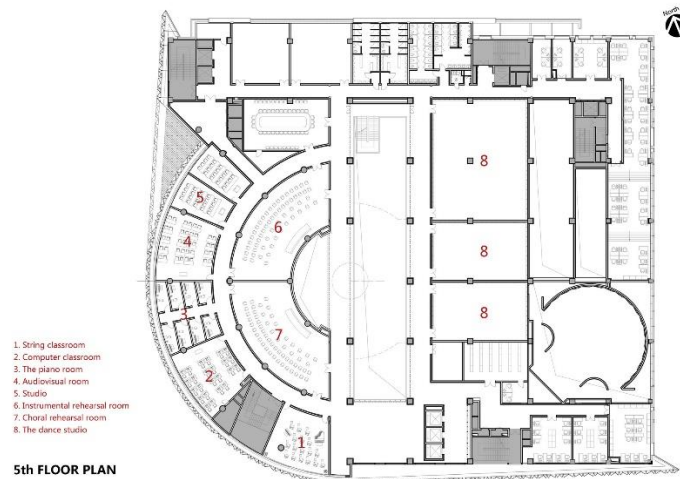 North
5
4
6
3
7
2
1
8
8
8
1. String classroom
2. Computer classroom
3. The piano room
4. Audiovisual room
5. Studio
6. Instrumental rehearsal room
7. Choral rehearsal room
8. The dance studio
5th FLOOR PLAN